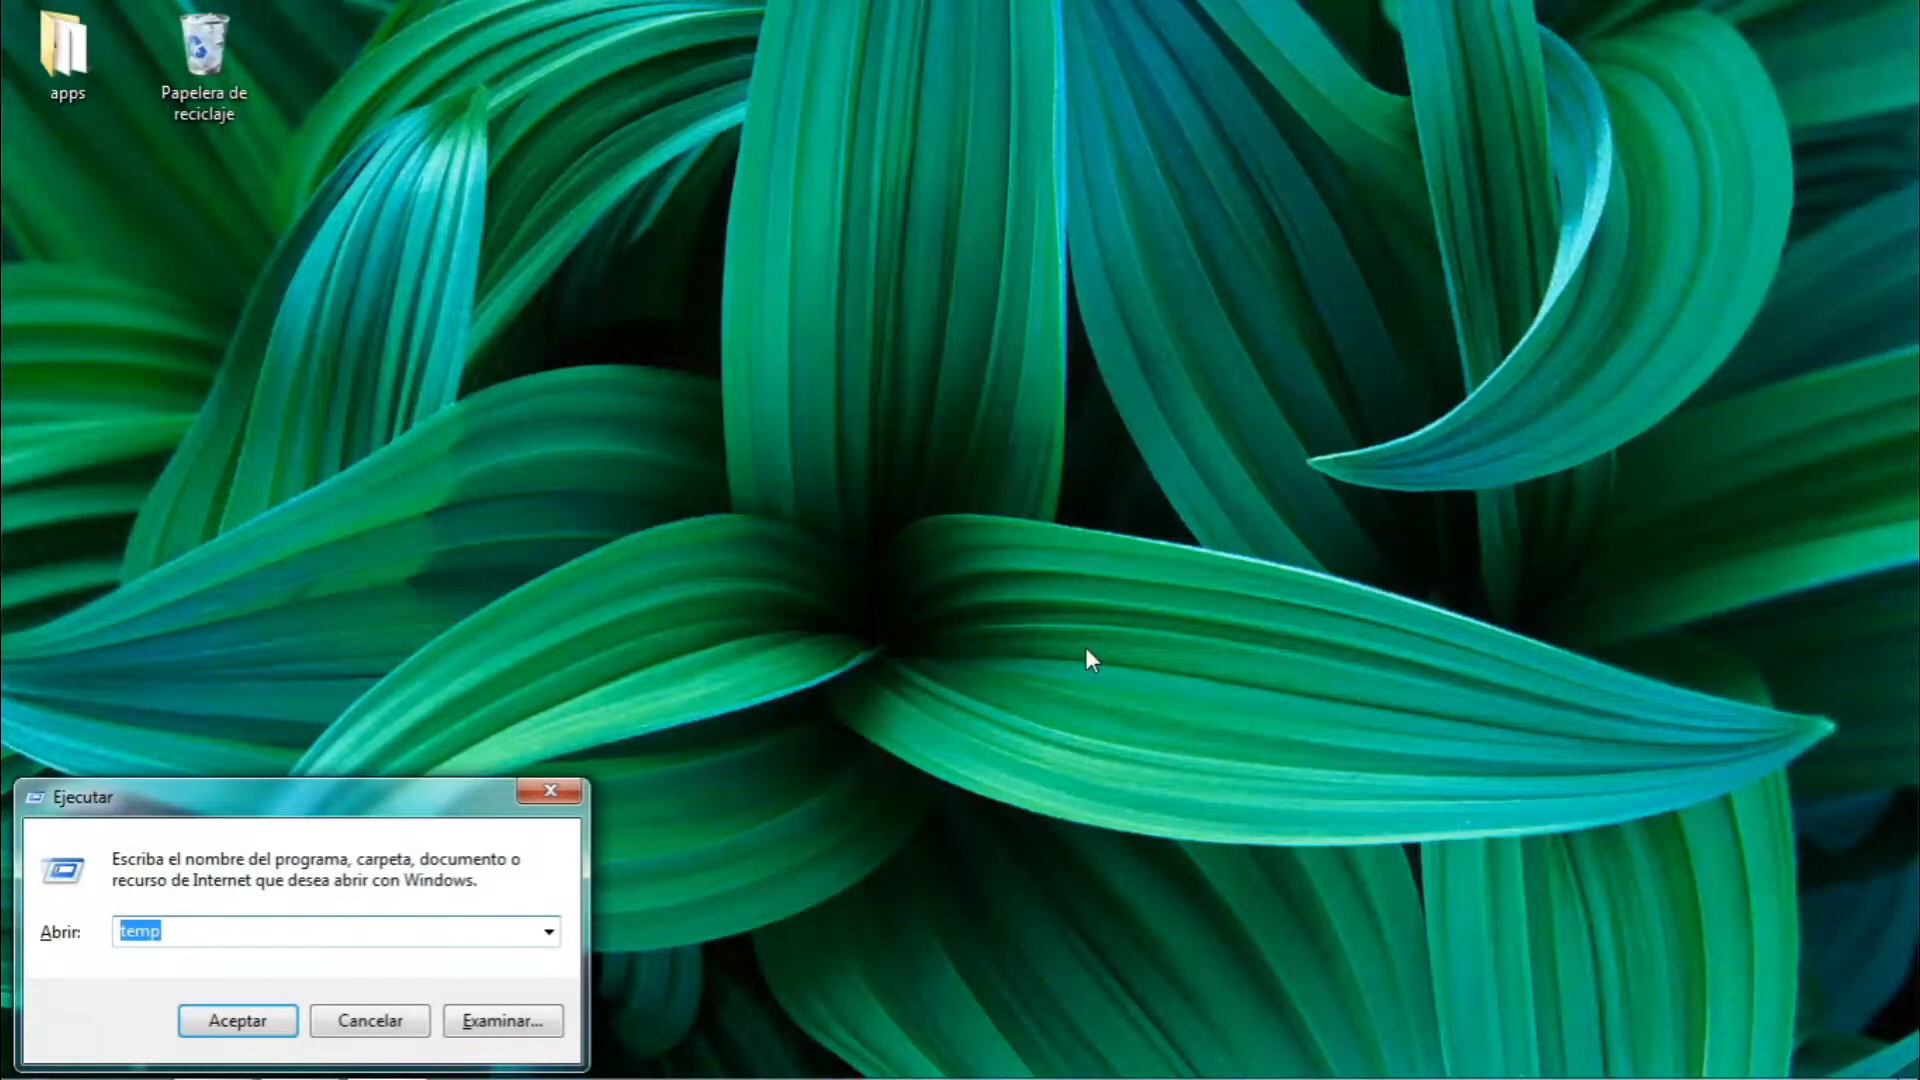 apps
Papelera de
reciclaje
Ejecutar
Escriba el nombre del programa, carpeta, documento o
recurso de Internet que desea abrir con Windows.
Abrir:
temp
Aceptar
Cancelar
Examinar...